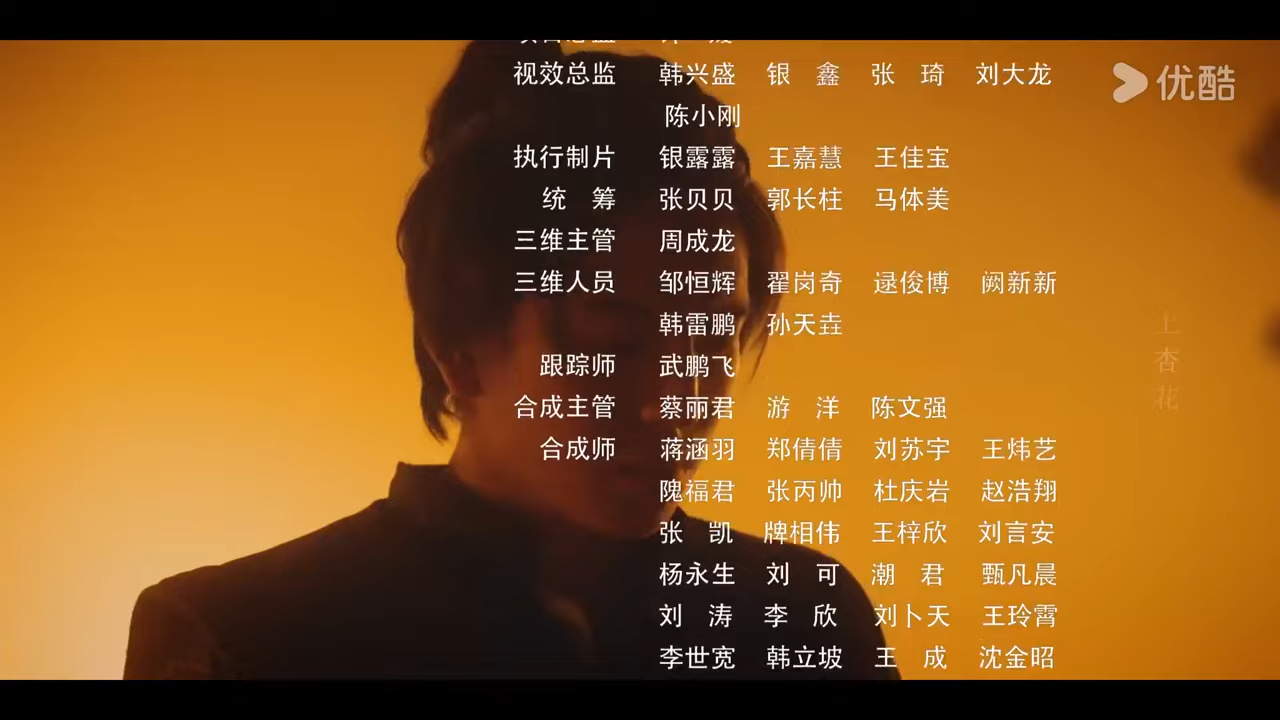 视效总监 韩兴盛 银 鑫 张 琦 刘大龙
陈小刚
执行制片 银露露 王嘉慧 王佳宝
统 筹 张贝贝 郭长柱 马体美
三维主管 周成龙
三维人员 邹恒辉 翟岗奇 逯俊博 阙新新
韩雷鹏 孙天垚
跟踪师 武鹏飞
合成主管 蔡丽君 游 洋 陈文强
合成师 蒋涵羽 郑倩倩 刘苏宇 王炜艺
隗福君 张丙帅 杜庆岩 赵浩翔
张 凯 牌相伟 王梓欣 刘言安
杨永生 刘 可 潮 君 甄凡晨
刘 涛 李 欣 刘卜天 王玲霄
李世宽 韩立坡 王 成 沈金昭
优酷
上杏花